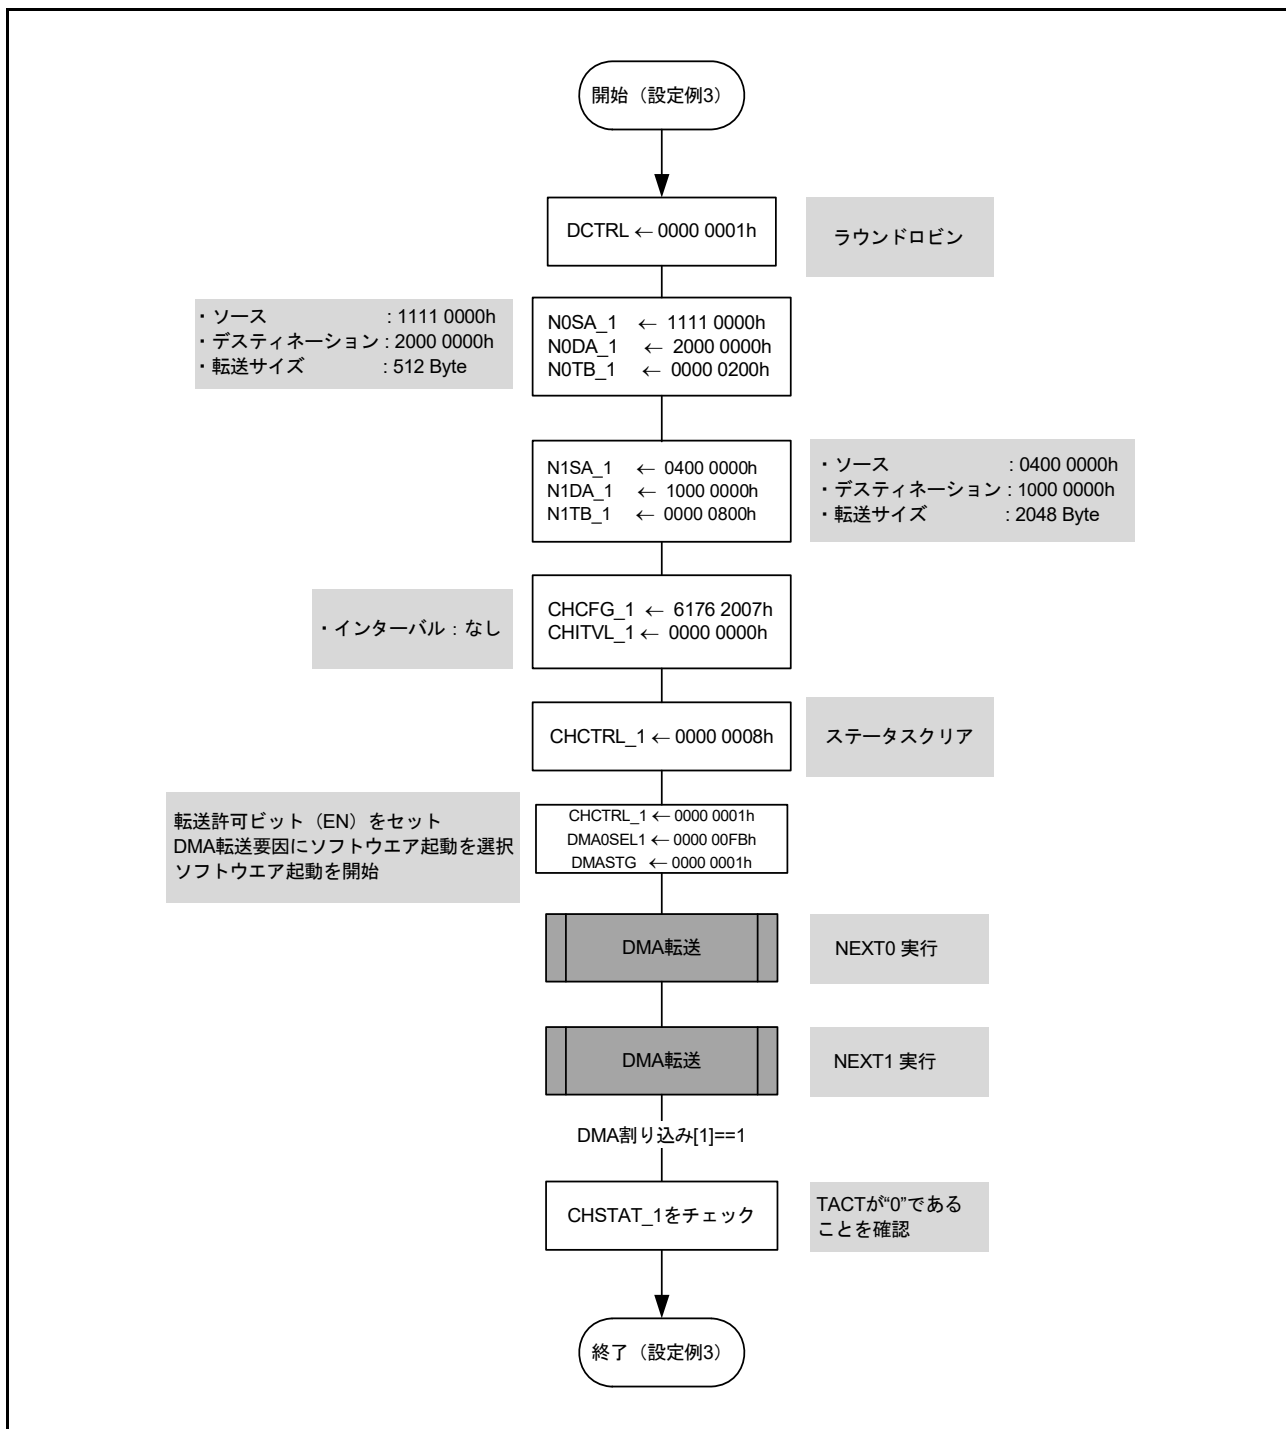 開始（設定例3）
DCTRL ← 0000 0001h
ラウンドロビン
・ソース : 1111 0000h
・デスティネーション : 2000 0000h
・転送サイズ : 512 Byte
N0SA_1 ← 1111 0000h
N0DA_1 ← 2000 0000h
N0TB_1 ← 0000 0200h
N1SA_1 ← 0400 0000h
N1DA_1 ← 1000 0000h
N1TB_1 ← 0000 0800h
・ソース : 0400 0000h
・デスティネーション : 1000 0000h
・転送サイズ : 2048 Byte
・インターバル：なし
CHCFG_1 ← 6176 2007h
CHITVL_1 ← 0000 0000h
CHCTRL_1 ← 0000 0008h
ステータスクリア
転送許可ビット（EN）をセット
DMA転送要因にソフトウエア起動を選択
ソフトウエア起動を開始
CHCTRL_1 ← 0000 0001h
DMA0SEL1 ← 0000 00FBh
DMASTG ← 0000 0001h
DMA転送
NEXT0 実行
DMA転送
NEXT1 実行
DMA割り込み[1]==1
CHSTAT_1をチェック
TACTが“0”である
ことを確認
終了（設定例3）